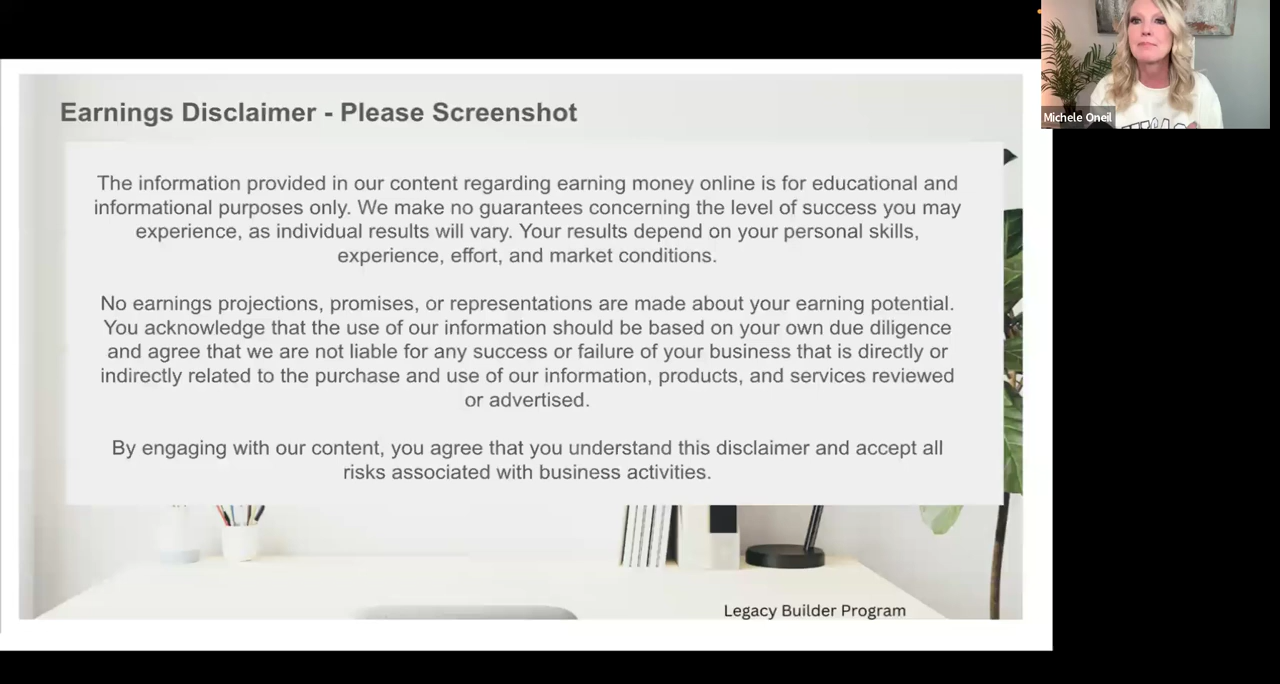 Earnings Disclaimer - Please Screenshot
The information provided in our content regarding earning money online is for educational and
informational purposes only. We make no guarantees concerning the level of success you may
experience, as individual results will vary. Your results depend on your personal skills,
experience, effort, and market conditions.
No earnings projections, promises, or representations are made about your earning potential.
You acknowledge that the use of our information should be based on your own due diligence
and agree that we are not liable for any success or failure of your business that is directly or
indirectly related to the purchase and use of our information, products, and services reviewed
or advertised.
By engaging with our content, you agree that you understand this disclaimer and accept all
risks associated with business activities.
Legacy Builder Program
Michele Oneil